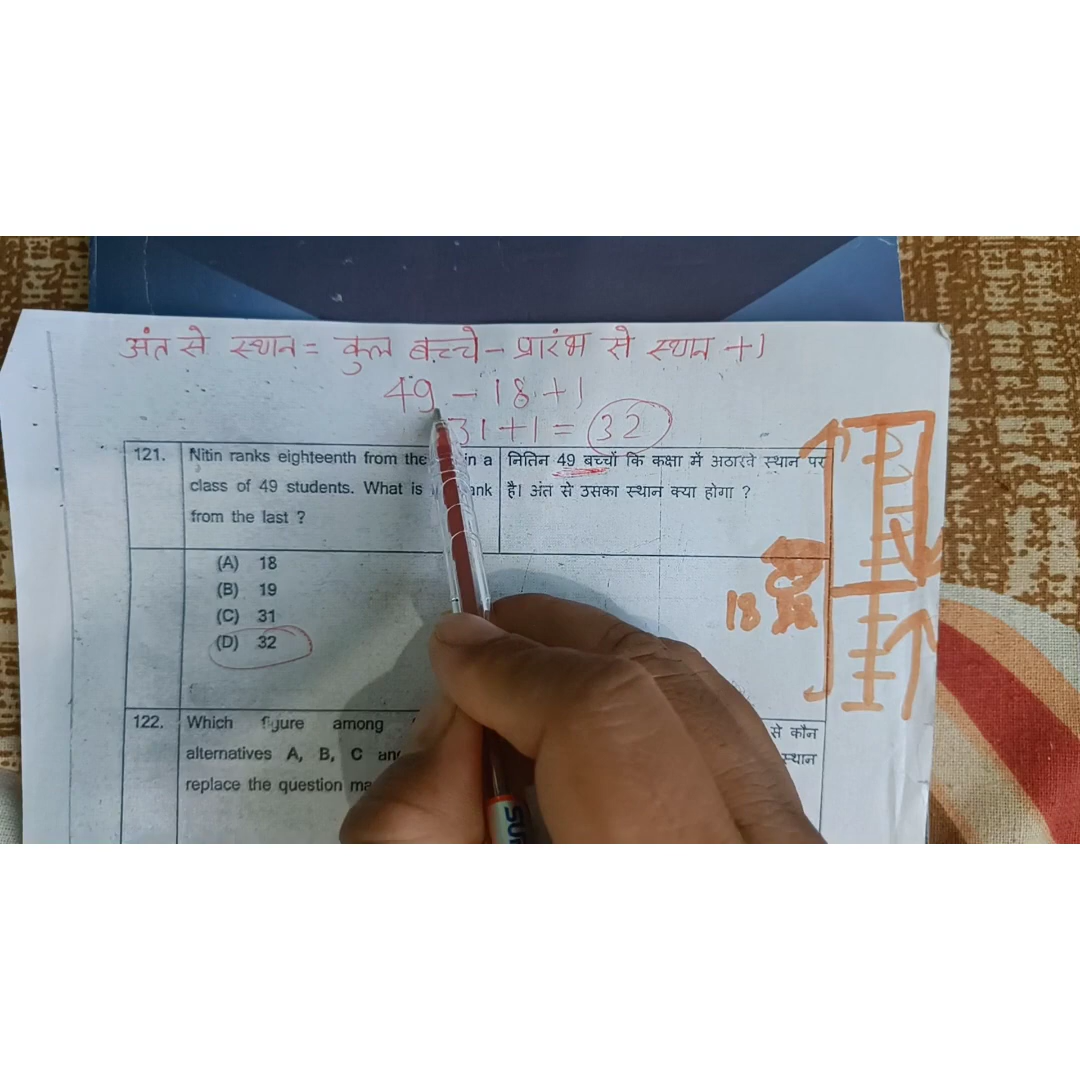 अंत से स्थान = कुल बच्चे - प्रारंभ से स्थान +1
49 - 18 + 1
31 + 1 = 32
121. Nitin ranks eighteenth from the in a
class of 49 students. What is rank
from the last ?
नितिन 49 बच्चों कि कक्षा में अठारवे स्थान पर
है। अंत से उसका स्थान क्या होगा ?
(A) 18
(B) 19
(C) 31
(D) 32
18
122. Which figure among
alternatives A, B, C and
replace the question
से कौन
स्थान